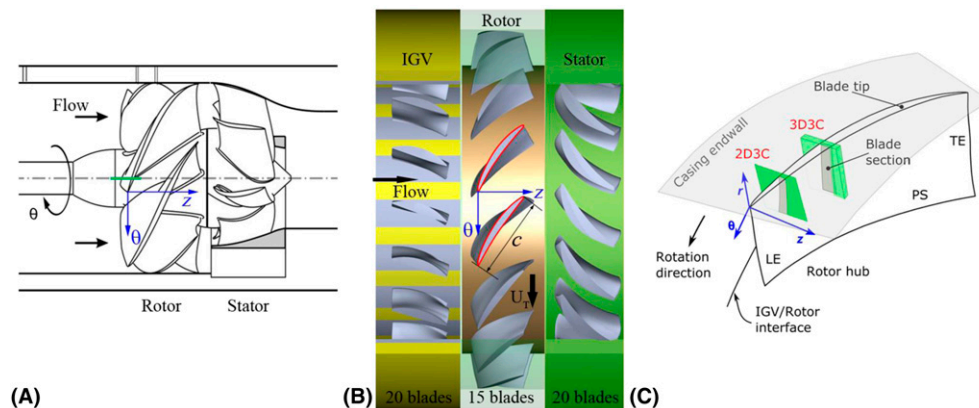 Flow
θ
Z
θ
Rotor
Stator
(A)
IGV
Rotor
Stator
Flow
Z
θ
c
U_T
20 blades
15 blades
20 blades
(B)
Blade tip
Casing endwall
3D3C
Blade
section
2D3C
TE
r
PS
θ
z
LE
Rotation
direction
Rotor hub
IGV/Rotor
interface
(C)